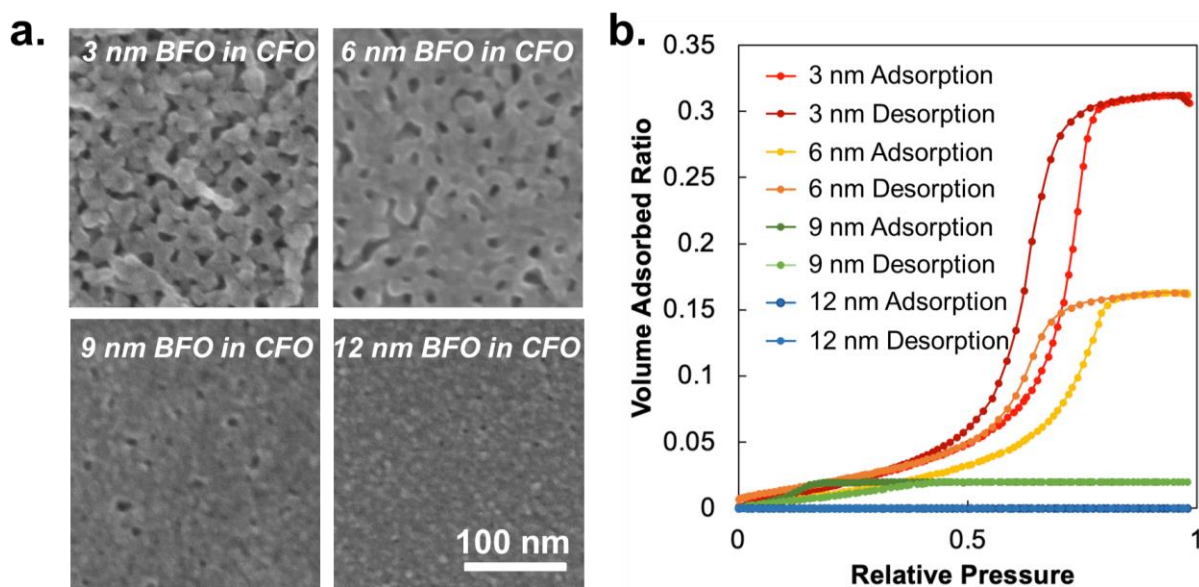 a.
3 nm BFO in CFO
6 nm BFO in CFO
9 nm BFO in CFO
12 nm BFO in CFO
100 nm
b.
Volume Adsorbed Ratio
0.35
0.3
0.25
0.2
0.15
0.1
0.05
0
3 nm Adsorption
3 nm Desorption
6 nm Adsorption
6 nm Desorption
9 nm Adsorption
9 nm Desorption
12 nm Adsorption
12 nm Desorption
0
0.5
1
Relative Pressure